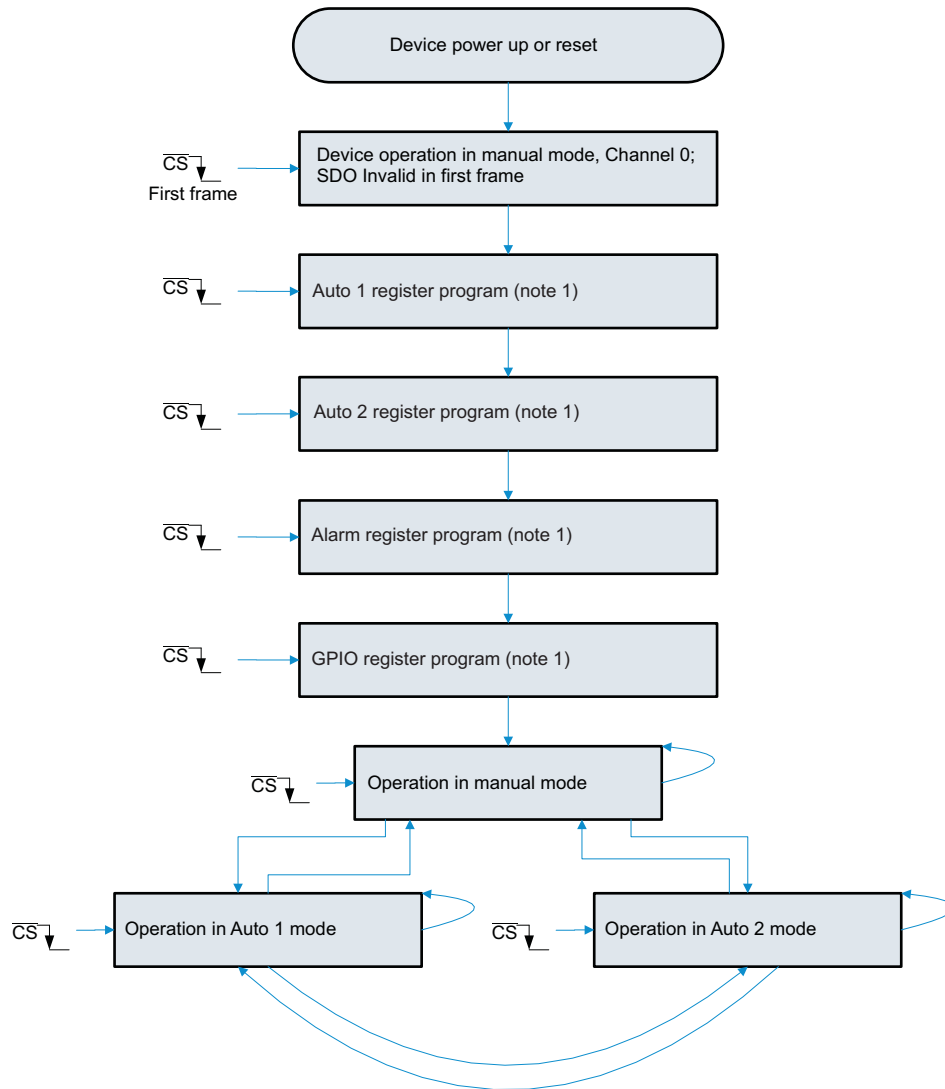 Device power up or reset
CS
First frame
Device operation in manual mode, Channel 0;
SDO Invalid in first frame
CS
Auto 1 register program (note 1)
CS
Auto 2 register program (note 1)
CS
Alarm register program (note 1)
CS
GPIO register program (note 1)
CS
Operation in manual mode
CS
Operation in Auto 1 mode
CS
Operation in Auto 2 mode